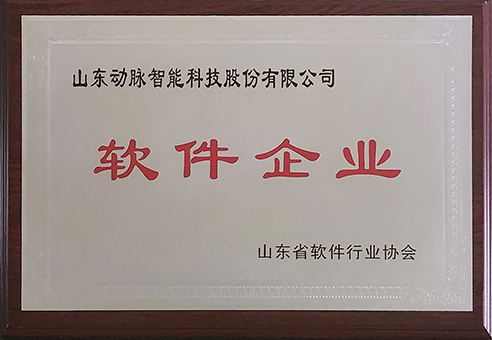 山东动脉智能科技股份有限公司
软件企业
山东省软件行业协会